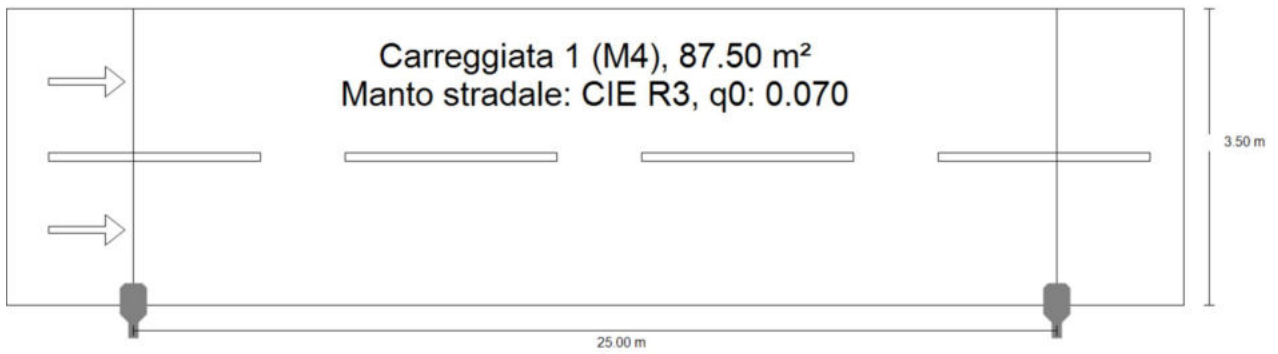 Carreggiata 1 (M4), 87.50 m²
Manto stradale: CIE R3, q0: 0.070
3.50 m
25.00 m